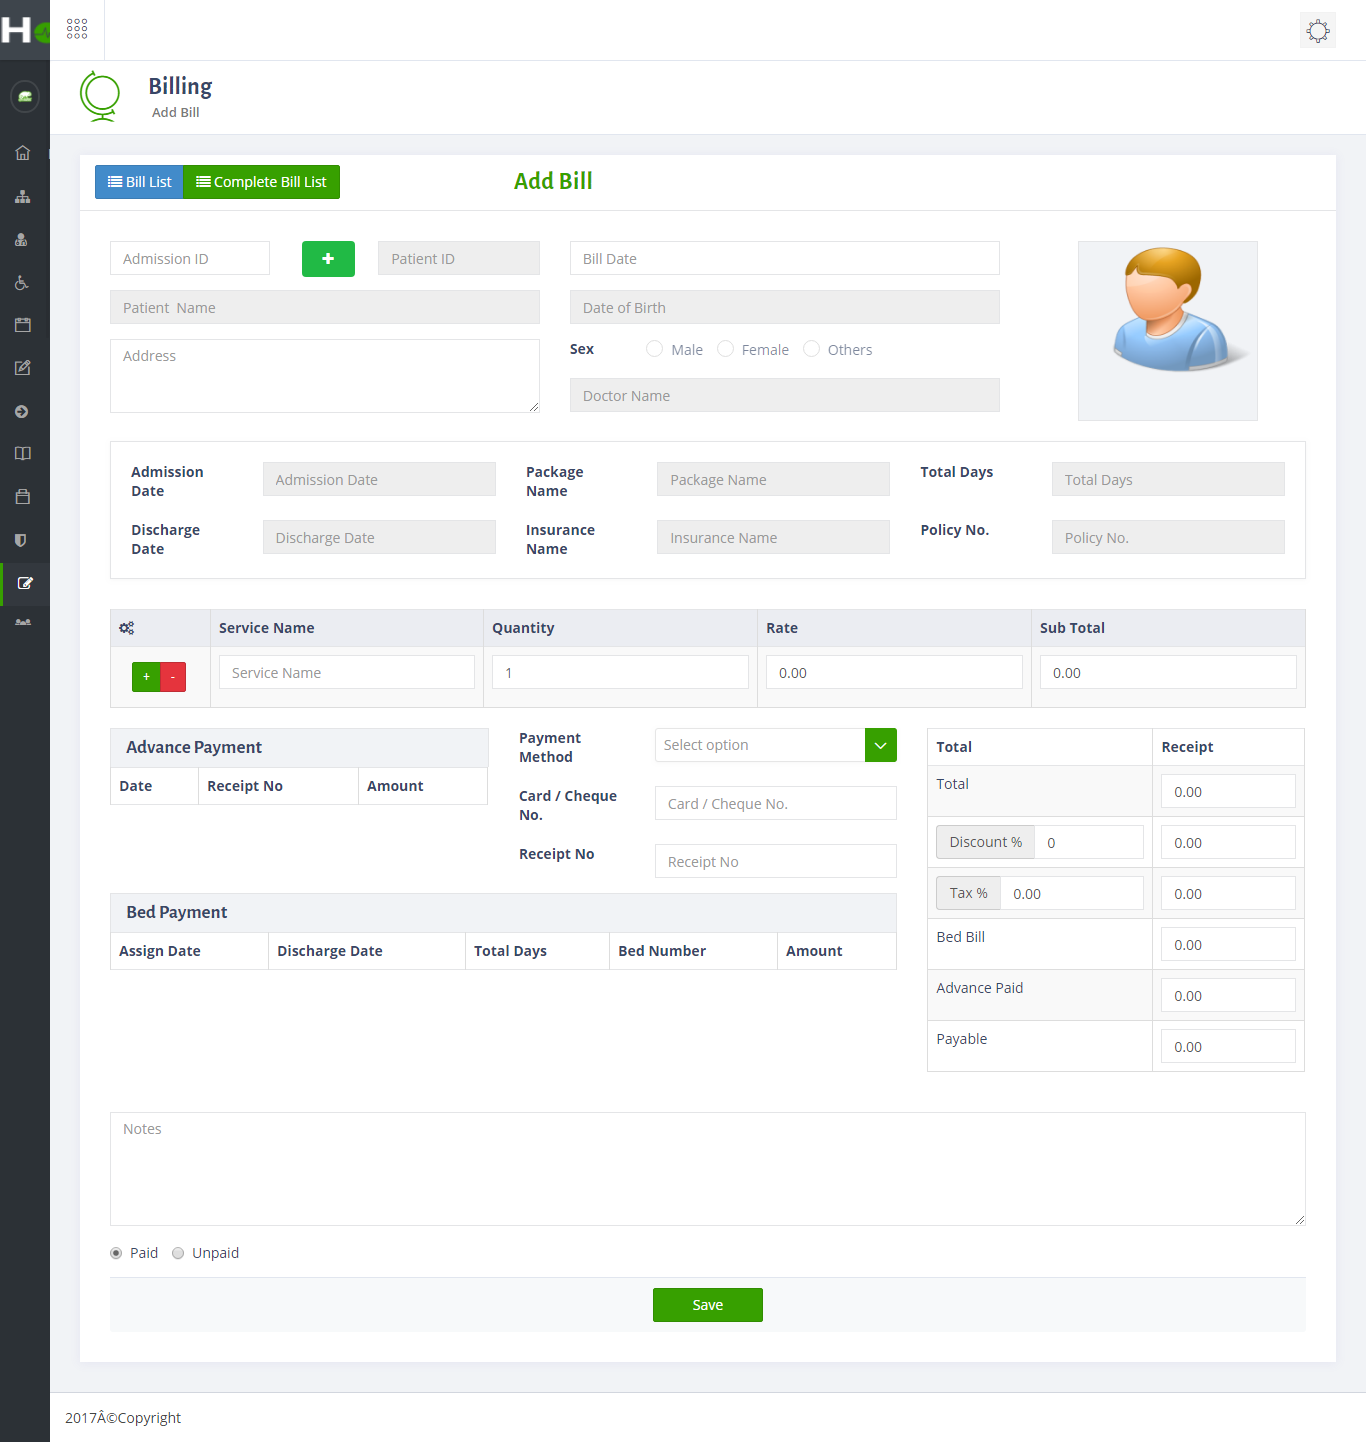 H
Billing
Add Bill
Bill List
Complete Bill List
Add Bill
Admission ID
+
Patient ID
Bill Date
Patient  Name
Date of Birth
Address
Sex
Male
Female
Others
Doctor Name
Admission
Date
Admission Date
Package
Name
Package Name
Total Days
Total Days
Discharge
Date
Discharge Date
Insurance
Name
Insurance Name
Policy No.
Policy No.
Service Name
Quantity
Rate
Sub Total
+
-
Service Name
1
0.00
0.00
Advance Payment
Date
Receipt No
Amount
Payment
Method
Select option
Card / Cheque
No.
Card / Cheque No.
Receipt No
Receipt No
Total
Receipt
Total
0.00
Discount %
0
0.00
Tax %
0.00
0.00
Bed Bill
0.00
Advance Paid
0.00
Payable
0.00
Bed Payment
Assign Date
Discharge Date
Total Days
Bed Number
Amount
Notes
Paid
Unpaid
Save
2017Â©Copyright